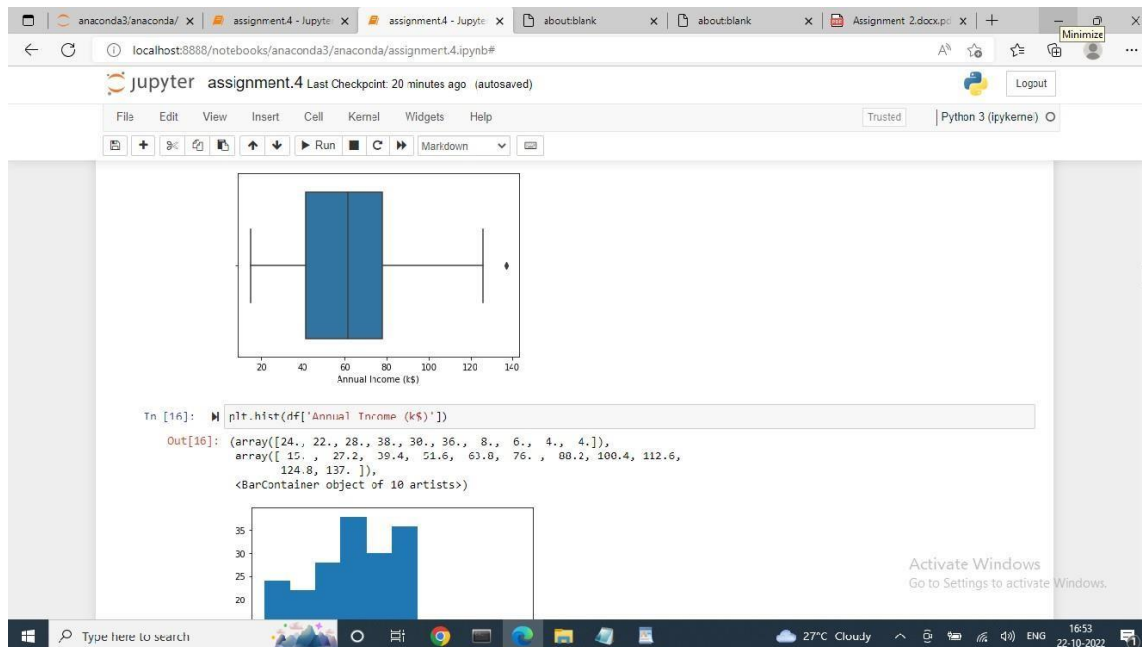 anaconda3/anaconda/ assignment.4 - Jupyte assignment4 - Jupyte about:blank about:blank Assignment 2.docx.pd
Minimize
localhost:8888/notebooks/anaconda3/anaconda/assignment.4.ipynb#
jupyter assignment.4 Last Checkpoint: 20 minutes ago (autosaved)
Logout
File Edit View Insert Cell Kernel Widgets Help
Trusted Python 3 (ipykernel)
Run Markdown
20 40 60 80 100 120 140
Annual Income (k$)
In [16]: plt.hist(df['Annual Income (k$)'])
Out[16]: (array([24., 22., 28., 38., 30., 36., 8., 6., 4., 4.]),
array([ 15. , 27.2, 39.4, 51.6, 63.8, 76. , 88.2, 100.4, 112.6,
124.8, 137. ]),
<BarContainer object of 10 artists>)
35
30
25
20
Activate Windows
Go to Settings to activate Windows.
Type here to search
27°C Cloudy ENG
16:53
22-10-2022